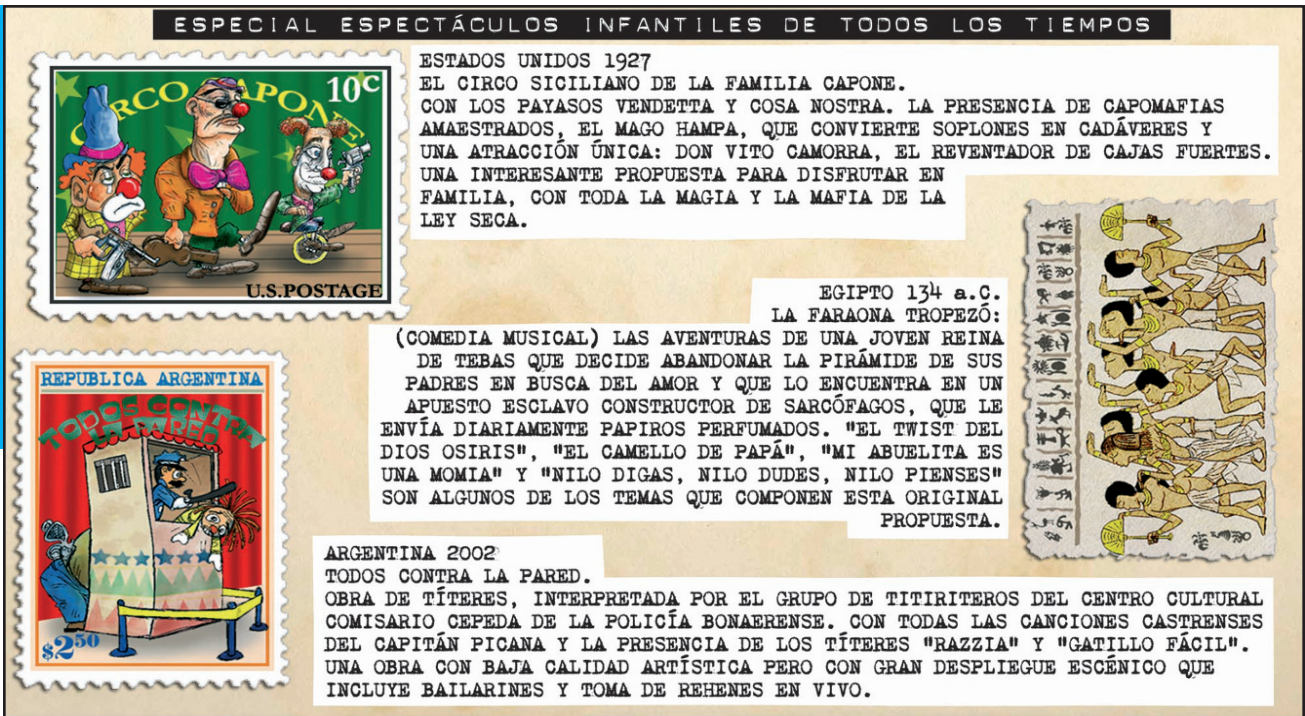 ESPECIAL ESPECTÁCULOS INFANTILES DE TODOS LOS TIEMPOS
CIRCO CAPONE
10c
U.S.POSTAGE
ESTADOS UNIDOS 1927
EL CIRCO SICILIANO DE LA FAMILIA CAPONE.
CON LOS PAYASOS VENDETTA Y COSA NOSTRA. LA PRESENCIA DE CAPOMAFIAS
AMAESTRADOS, EL MAGO HAMPA, QUE CONVIERTE SOPLONES EN CADÁVERES Y
UNA ATRACCIÓN ÚNICA: DON VITO CAMORRA, EL REVENTADOR DE CAJAS FUERTES.
UNA INTERESANTE PROPUESTA PARA DISFRUTAR EN
FAMILIA, CON TODA LA MAGIA Y LA MAFIA DE LA
LEY SECA.
EGIPTO 134 a.C.
LA FARAONA TROPEZÓ:
(COMEDIA MUSICAL) LAS AVENTURAS DE UNA JOVEN REINA
DE TEBAS QUE DECIDE ABANDONAR LA PIRÁMIDE DE SUS
PADRES EN BUSCA DEL AMOR Y QUE LO ENCUENTRA EN UN
APUESTO ESCLAVO CONSTRUCTOR DE SARCÓFAGOS, QUE LE
ENVÍA DIARIAMENTE PAPIROS PERFUMADOS. "EL TWIST DEL
DIOS OSIRIS", "EL CAMELLO DE PAPÁ", "MI ABUELITA ES
UNA MOMIA" Y "NILO DIGAS, NILO DUDES, NILO PIENSES"
SON ALGUNOS DE LOS TEMAS QUE COMPONEN ESTA ORIGINAL
PROPUESTA.
REPUBLICA ARGENTINA
TODOS CONTRA
LA PARED
$250
ARGENTINA 2002
TODOS CONTRA LA PARED.
OBRA DE TÍTERES, INTERPRETADA POR EL GRUPO DE TITIRITEROS DEL CENTRO CULTURAL
COMISARIO CEPEDA DE LA POLICÍA BONAERENSE. CON TODAS LAS CANCIONES CASTRENSES
DEL CAPITÁN PICANA Y LA PRESENCIA DE LOS TÍTERES "RAZZIA" Y "GATILLO FÁCIL".
UNA OBRA CON BAJA CALIDAD ARTÍSTICA PERO CON GRAN DESPLIEGUE ESCÉNICO QUE
INCLUYE BAILARINES Y TOMA DE REHENES EN VIVO.